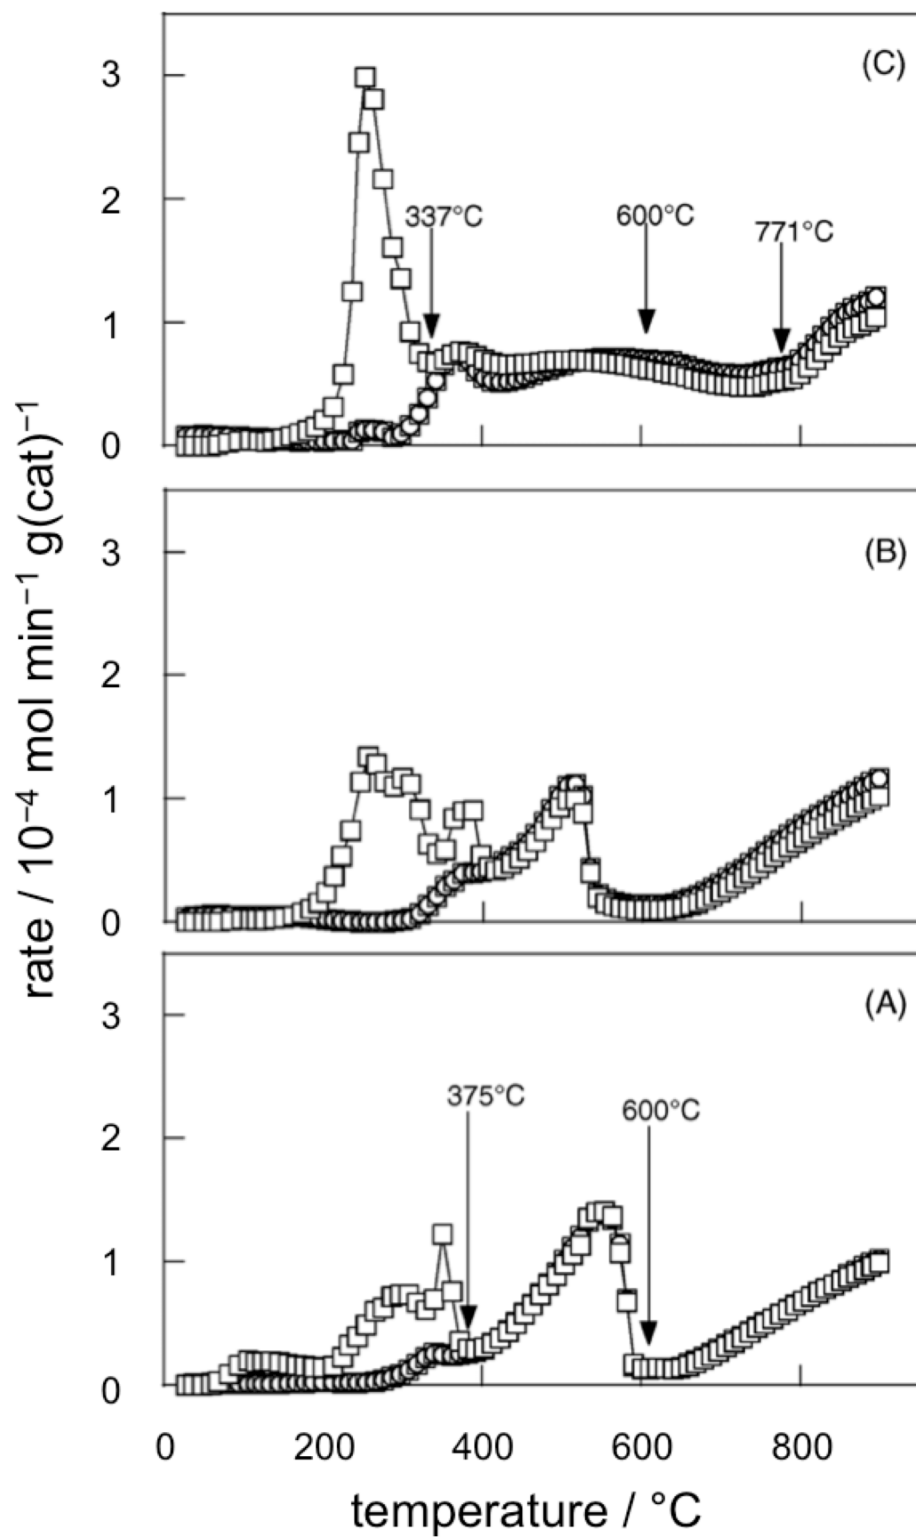 (C)
3
337°C
600°C
771°C
2
1
0
(B)
3
2
1
0
(A)
3
375°C
600°C
2
1
0
0 200 400 600 800
temperature / °C
rate / 10⁻⁴ mol min⁻¹ g(cat)⁻¹